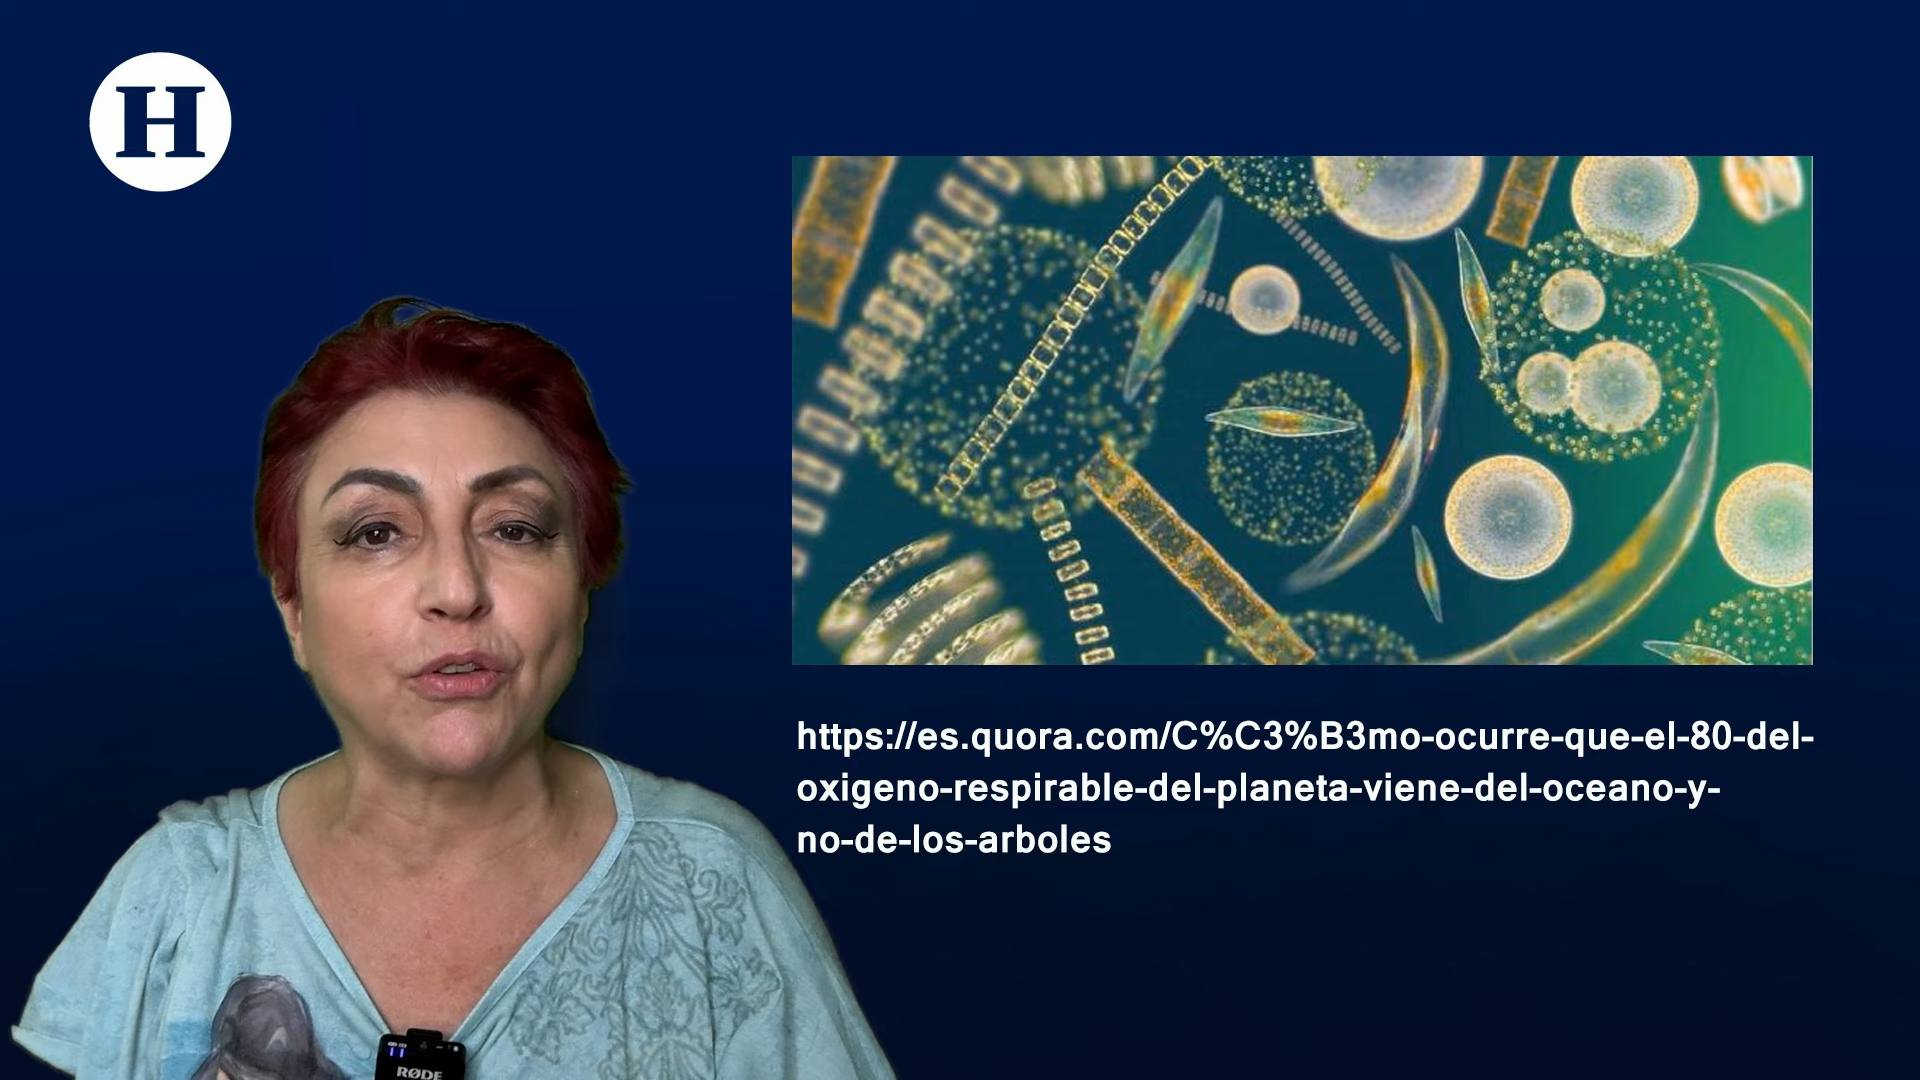 H
https://es.quora.com/C%C3%B3mo-ocurre-que-el-80-del-
oxigeno-respirable-del-planeta-viene-del-oceano-y-
no-de-los-arboles
RØDE